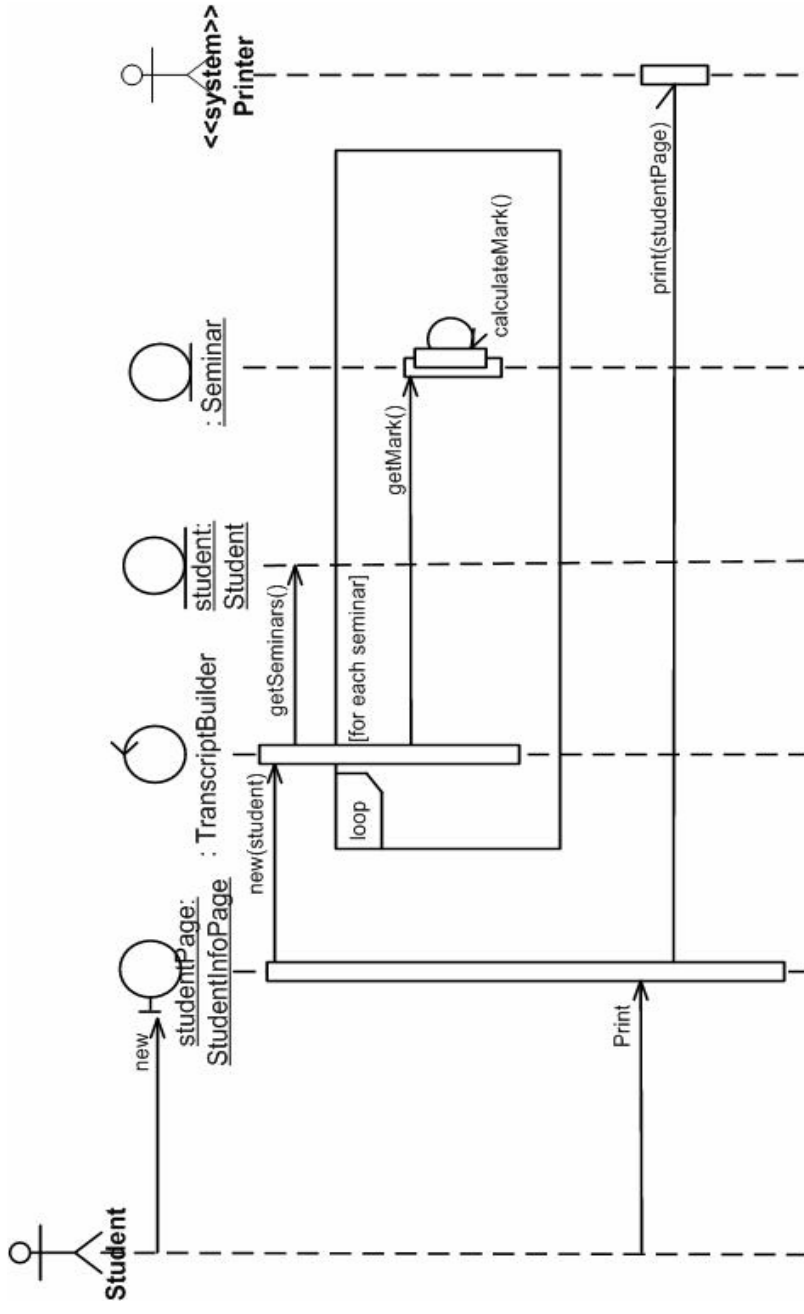 Student
new
studentPage:
StudentInfoPage
: TranscriptBuilder
student:
Student
: Seminar
<<system>>
Printer
new(student)
getSeminars()
loop
[for each seminar]
getMark()
calculateMark()
Print
print(studentPage)